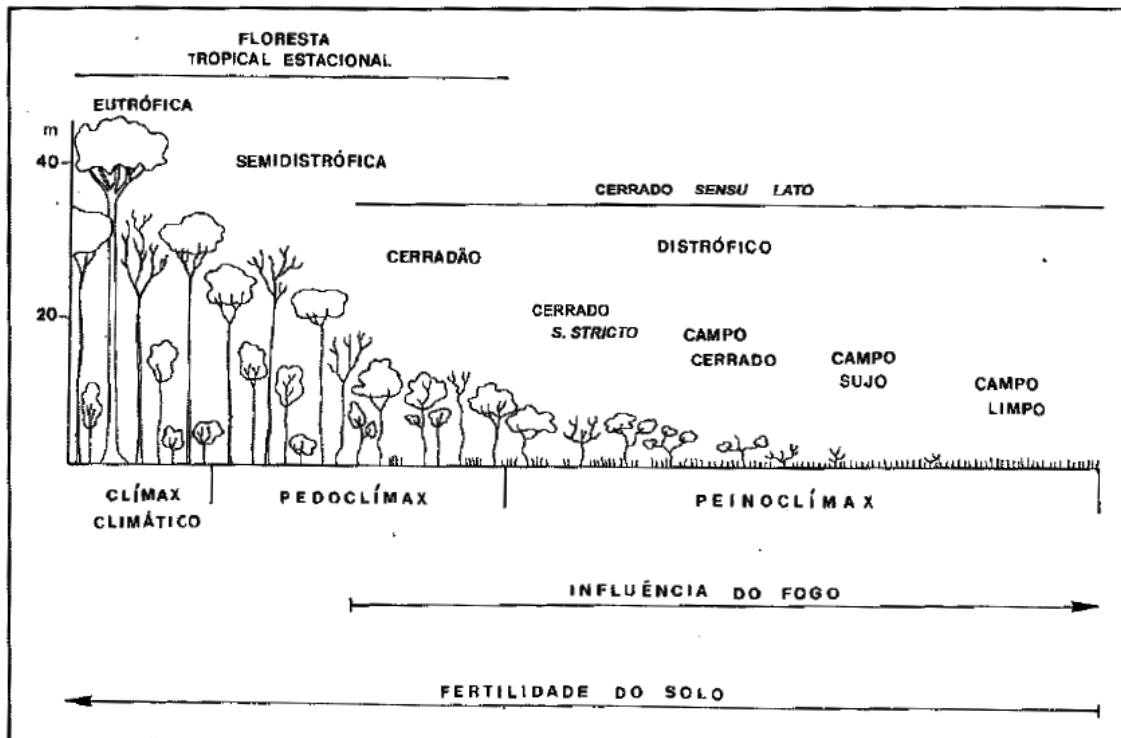 FLORESTA
TROPICAL ESTACIONAL
EUTRÓFICA
m
40
SEMIDISTRÓFICA
CERRADO SENSU LATO
CERRADÃO
DISTRÓFICO
20
CERRADO
S. STRICTO
CAMPO
CERRADO
CAMPO
SUJO
CAMPO
LIMPO
CLÍMAX
CLIMÁTICO
PEDOCLÍMAX
PEINOCLÍMAX
INFLUÊNCIA DO FOGO
FERTILIDADE DO SOLO